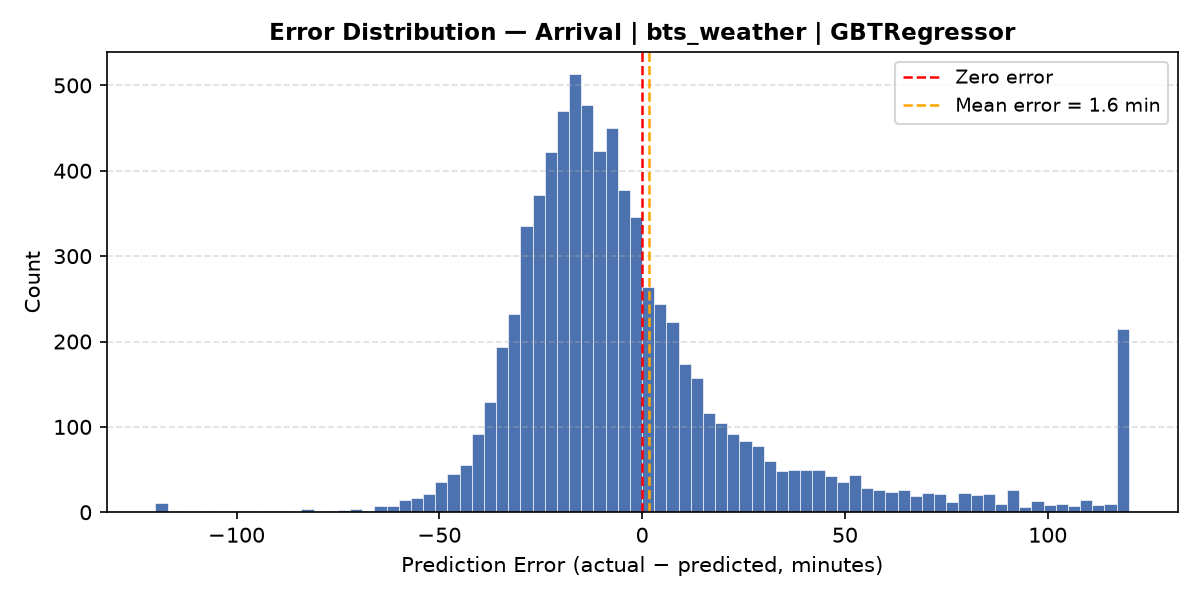 Error Distribution — Arrival | bts_weather | GBTRegressor
Zero error
Mean error = 1.6 min
500
400
300
200
100
0
Count
−100
−50
0
50
100
Prediction Error (actual − predicted, minutes)